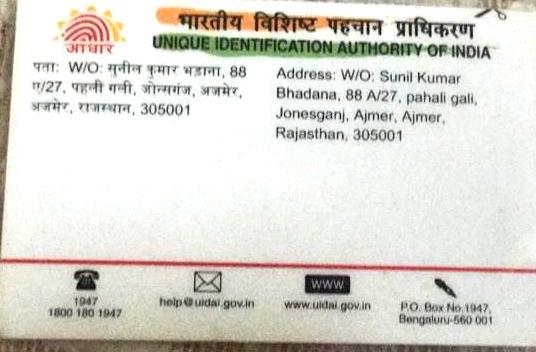 भारतीय विशिष्ट पहचान प्राधिकरण
आधार
UNIQUE IDENTIFICATION AUTHORITY OF INDIA
पता: W/O: सुनील कुमार भडाना, 88
ए/27, पहली गली, जोन्सगंज, अजमेर,
अजमेर, राजस्थान, 305001
Address: W/O: Sunil Kumar
Bhadana, 88 A/27, pahali gali,
Jonesganj, Ajmer, Ajmer,
Rajasthan, 305001
1947
1800 180 1947
help@uidai.gov.in
www
www.uidai.gov.in
P.O. Box No.1947,
Bengaluru-560 001